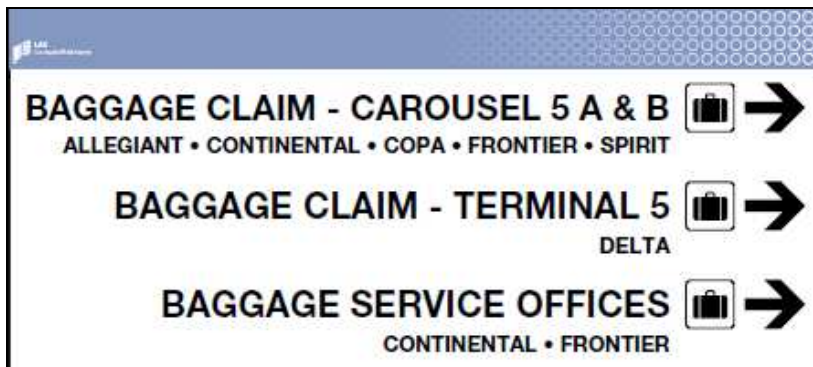 LAX
BAGGAGE CLAIM - CAROUSEL 5 A & B
ALLEGIANT • CONTINENTAL • COPA • FRONTIER • SPIRIT
BAGGAGE CLAIM - TERMINAL 5
DELTA
BAGGAGE SERVICE OFFICES
CONTINENTAL • FRONTIER